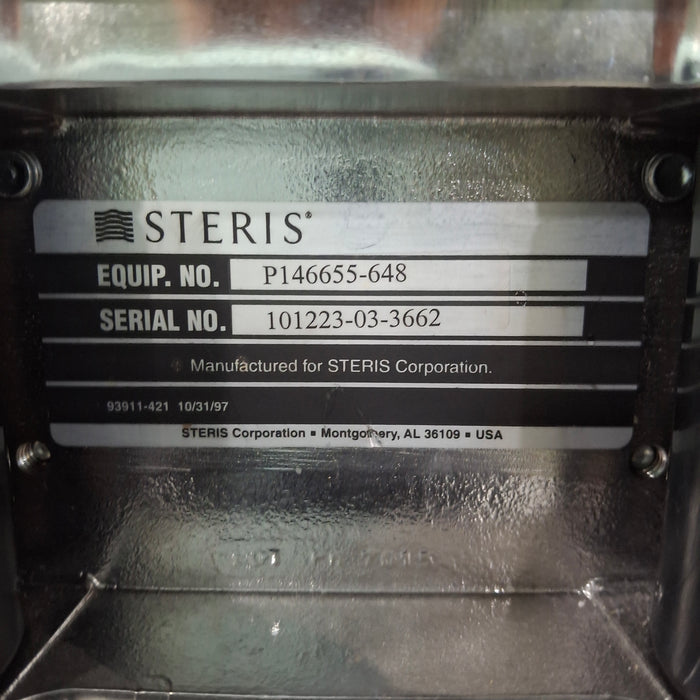 STERIS®
EQUIP. NO. P146655-648
SERIAL NO. 101223-03-3662
Manufactured for STERIS Corporation.
93911-421 10/31/97
STERIS Corporation ▪ Montgomery, AL 36109 ▪ USA